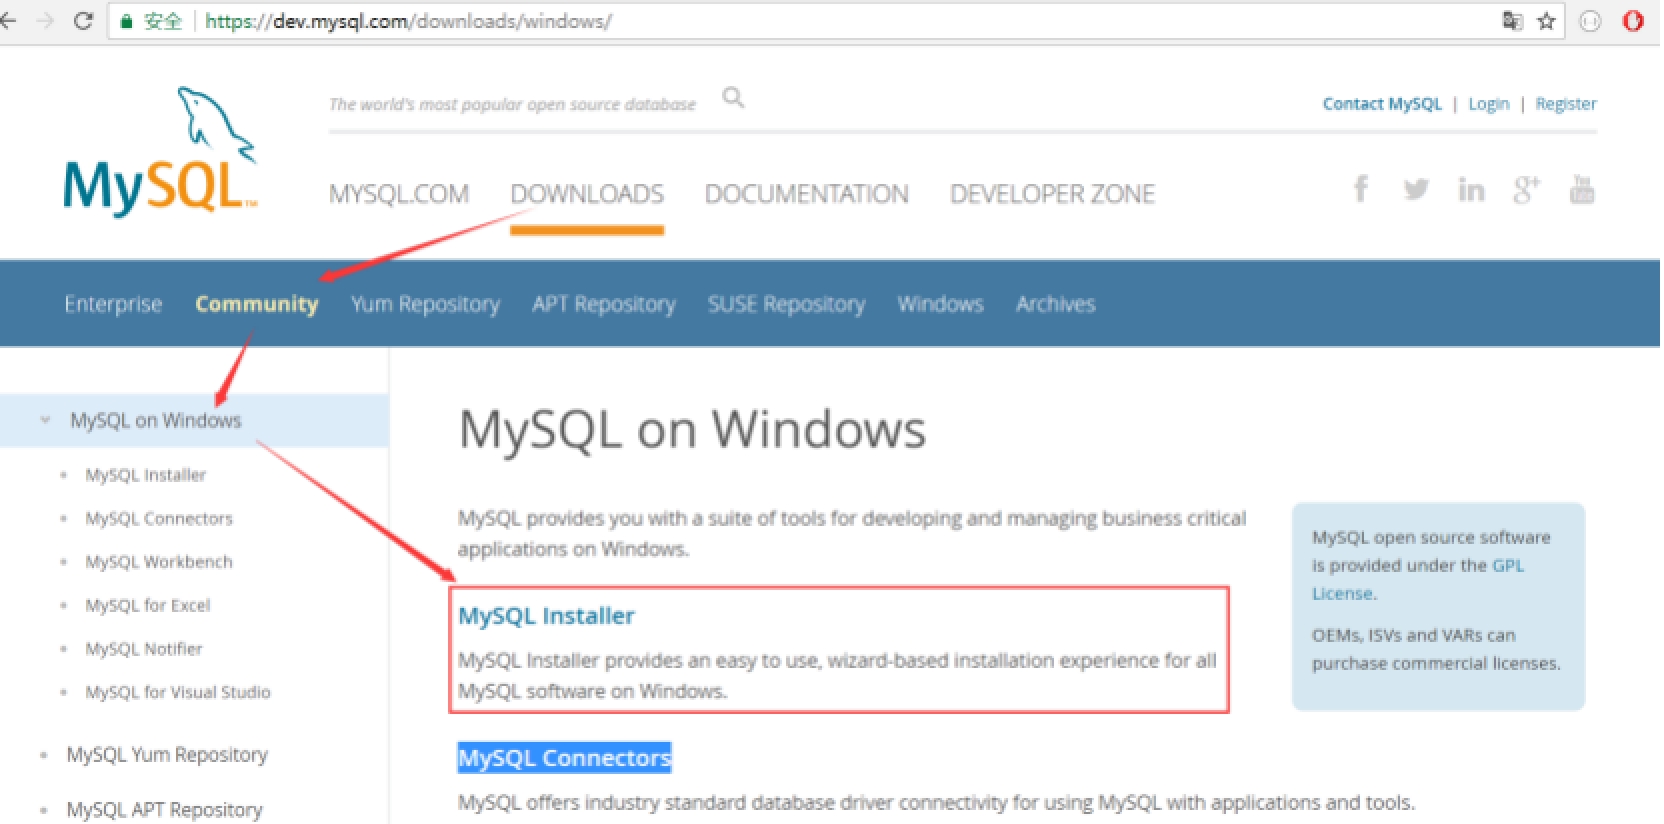 安全 https://dev.mysql.com/downloads/windows/
The world's most popular open source database
Contact MySQL | Login | Register
MySQL™
MYSQL.COM DOWNLOADS DOCUMENTATION DEVELOPER ZONE
f in g+ You Tube
Enterprise Community Yum Repository APT Repository SUSE Repository Windows Archives
MySQL on Windows
MySQL Installer
MySQL Connectors
MySQL Workbench
MySQL for Excel
MySQL Notifier
MySQL for Visual Studio
MySQL Yum Repository
MySQL APT Repository
MySQL on Windows
MySQL provides you with a suite of tools for developing and managing business critical
applications on Windows.
MySQL Installer
MySQL Installer provides an easy to use, wizard-based installation experience for all
MySQL software on Windows.
MySQL Connectors
MySQL offers industry standard database driver connectivity for using MySQL with applications and tools.
MySQL open source software
is provided under the GPL
License.
OEMs, ISVs and VARs can
purchase commercial licenses.